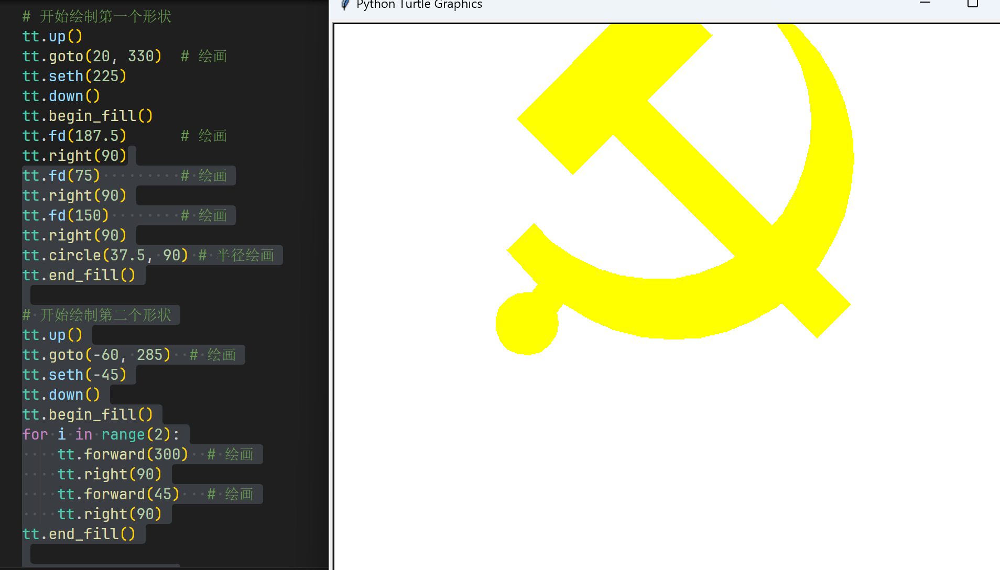 # 开始绘制第一个形状
tt.up()
tt.goto(20, 330)  # 绘画
tt.seth(225)
tt.down()
tt.begin_fill()
tt.fd(187.5)      # 绘画
tt.right(90)
tt.fd(75)         # 绘画
tt.right(90)
tt.fd(150)        # 绘画
tt.right(90)
tt.circle(37.5, 90) # 半径绘画
tt.end_fill()
# 开始绘制第二个形状
tt.up()
tt.goto(-60, 285)  # 绘画
tt.seth(-45)
tt.down()
tt.begin_fill()
for i in range(2):
    tt.forward(300)  # 绘画
    tt.right(90)
    tt.forward(45)   # 绘画
    tt.right(90)
tt.end_fill()
Python Turtle Graphics